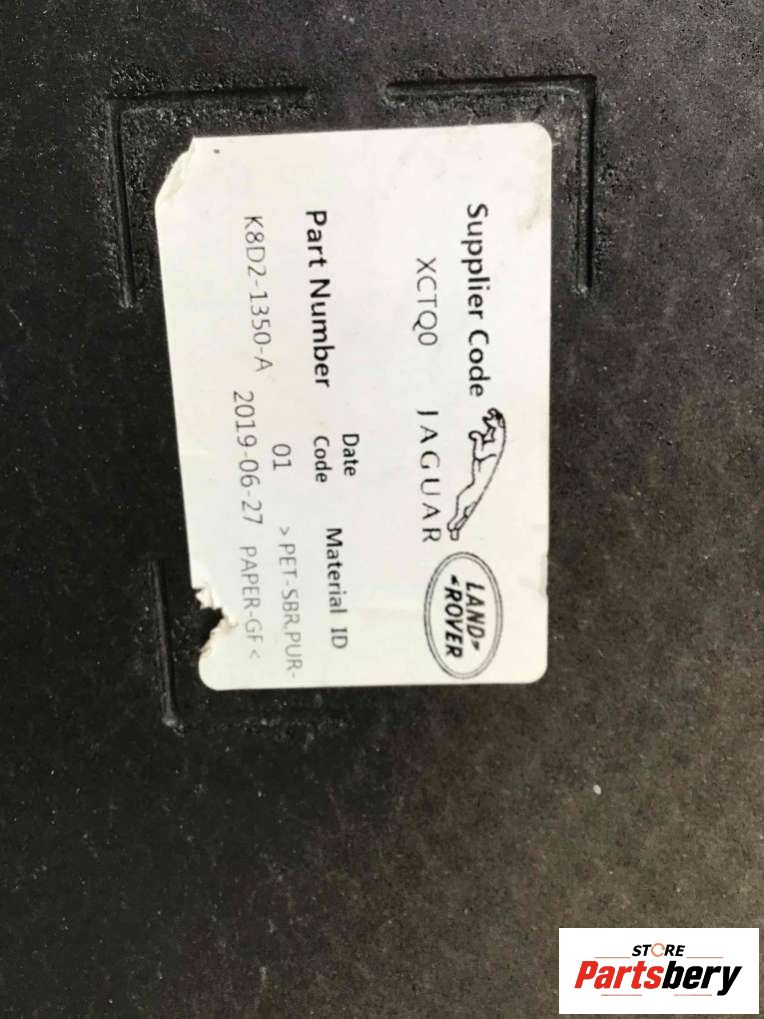 Supplier Code
XCTQ0 JAGUAR
LAND-
-ROVER
Part Number Date
Code Material ID
01 >PET-SBR,PUR-
K8D2-1350-A 2019-06-27 PAPER-GF<
STORE
Partsbery